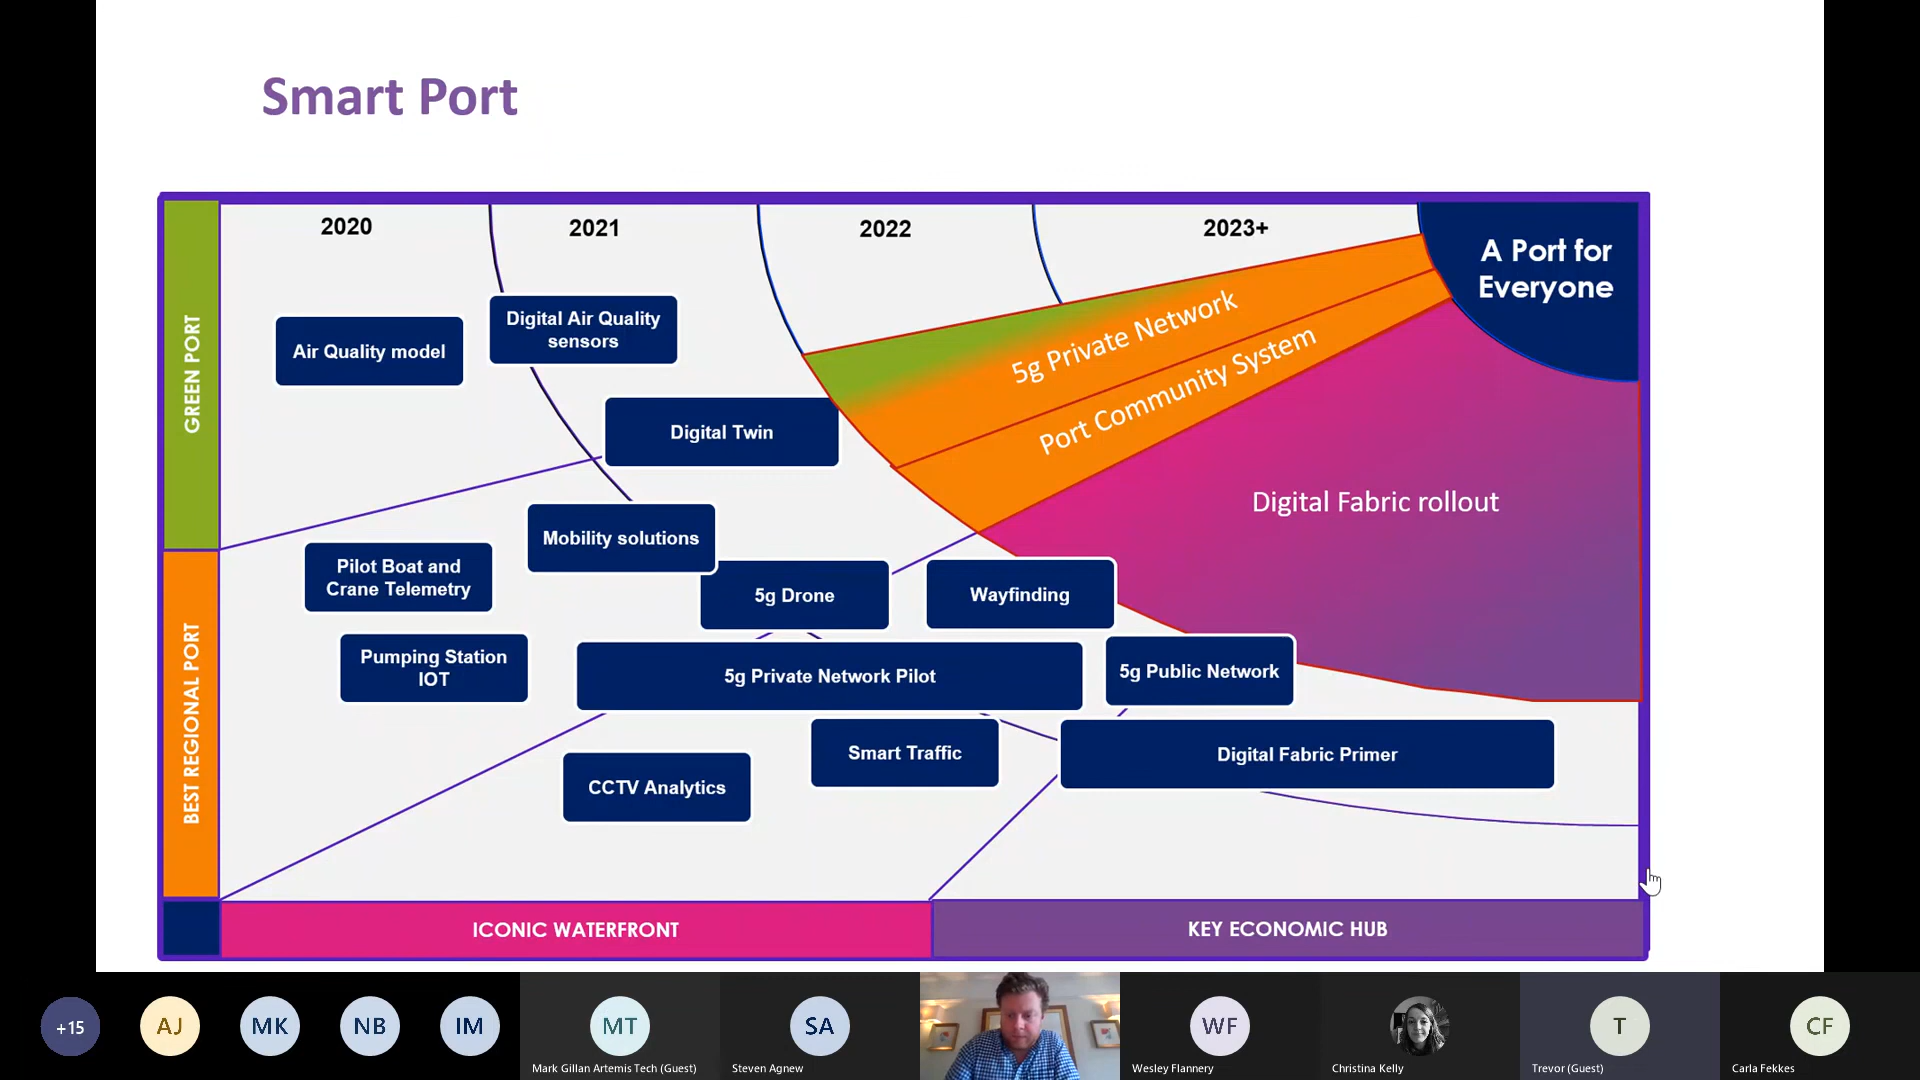 Smart Port
2020
2021
2022
2023+
A Port for
Everyone
GREEN PORT
Air Quality model
Digital Air Quality
sensors
Digital Twin
5g Private Network
Port Community System
Digital Fabric rollout
BEST REGIONAL PORT
Mobility solutions
Pilot Boat and
Crane Telemetry
5g Drone
Wayfinding
Pumping Station
IOT
5g Private Network Pilot
5g Public Network
Smart Traffic
Digital Fabric Primer
CCTV Analytics
ICONIC WATERFRONT
KEY ECONOMIC HUB
+15
AJ
MK
NB
IM
MT
SA
WF
T
CF
Mark Gillan Artemis Tech (Guest)
Steven Agnew
Wesley Flannery
Christina Kelly
Trevor (Guest)
Carla Fekkes